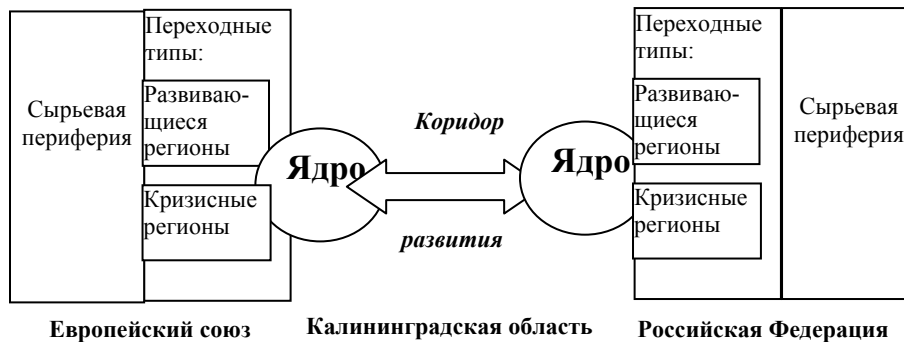 Сырьевая
периферия
Переходные
типы:
Развиваю-
щиеся
регионы
Кризисные
регионы
Ядро
Коридор
развития
Ядро
Переходные
типы:
Развиваю-
щиеся
регионы
Кризисные
регионы
Сырьевая
периферия
Европейский союз
Калининградская область
Российская Федерация